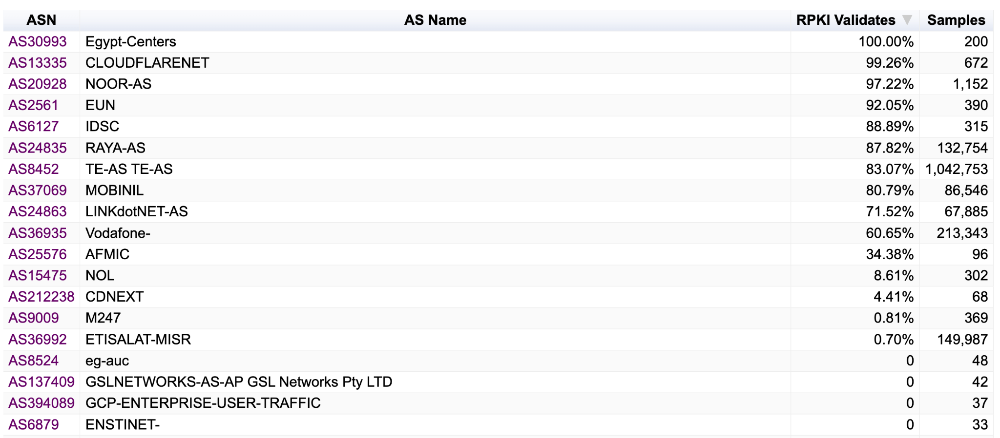 ASN AS Name RPKI Validates ▼ Samples
AS30993 Egypt-Centers 100.00% 200
AS13335 CLOUDFLARENET 99.26% 672
AS20928 NOOR-AS 97.22% 1,152
AS2561 EUN 92.05% 390
AS6127 IDSC 88.89% 315
AS24835 RAYA-AS 87.82% 132,754
AS8452 TE-AS TE-AS 83.07% 1,042,753
AS37069 MOBINIL 80.79% 86,546
AS24863 LINKdotNET-AS 71.52% 67,885
AS36935 Vodafone- 60.65% 213,343
AS25576 AFMIC 34.38% 96
AS15475 NOL 8.61% 302
AS212238 CDNEXT 4.41% 68
AS9009 M247 0.81% 369
AS36992 ETISALAT-MISR 0.70% 149,987
AS8524 eg-auc 0 48
AS137409 GSLNETWORKS-AS-AP GSL Networks Pty LTD 0 42
AS394089 GCP-ENTERPRISE-USER-TRAFFIC 0 37
AS6879 ENSTINET- 0 33